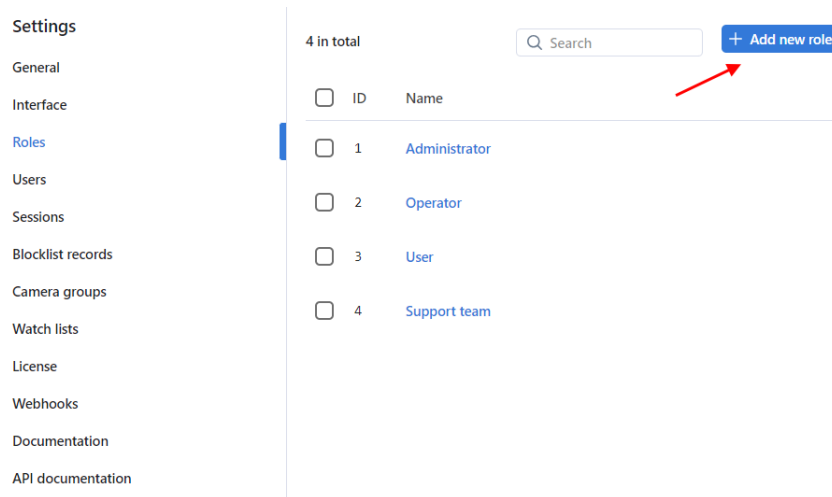 Settings
General
Interface
Roles
Users
Sessions
Blocklist records
Camera groups
Watch lists
License
Webhooks
Documentation
API documentation
4 in total
Search
+ Add new role
ID Name
1 Administrator
2 Operator
3 User
4 Support team